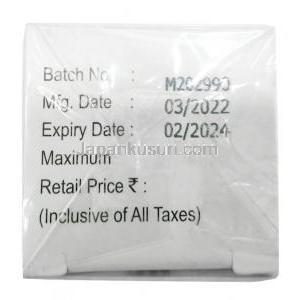 Batch No. : M202990
Mfg. Date : 03/2022
Expiry Date : 02/2024
Maximum
Retail Price ₹ :
(Inclusive of All Taxes)
Japankusuri.com